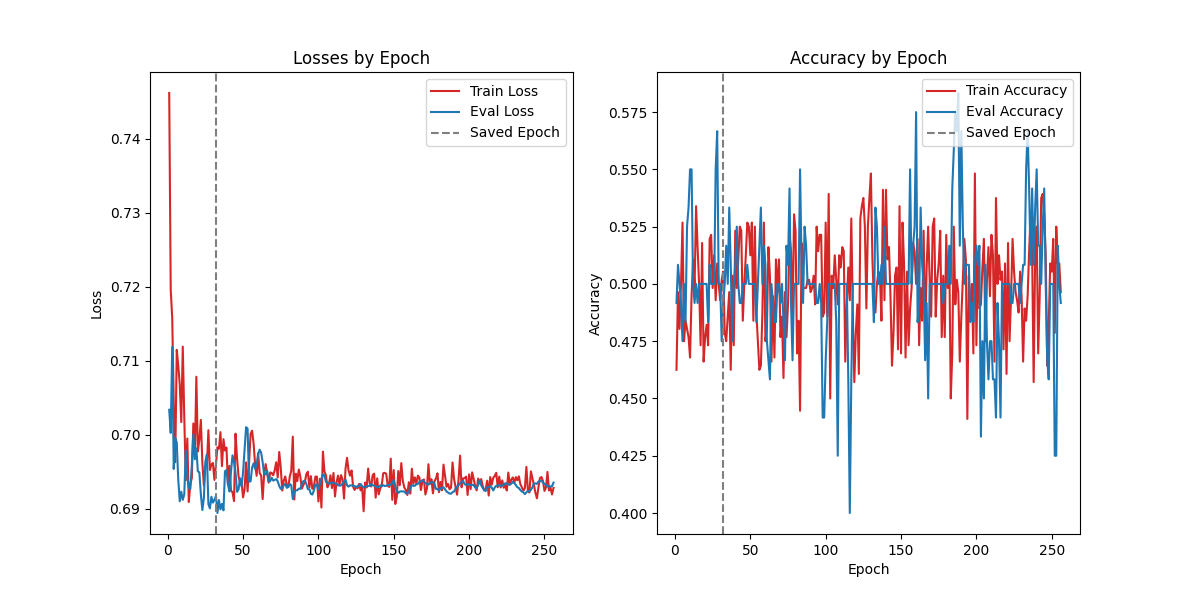 Losses by Epoch
Train Loss
Eval Loss
Saved Epoch
0.74
0.73
0.72
0.71
0.70
0.69
Loss
0
50
100
150
200
250
Epoch
Accuracy by Epoch
Train Accuracy
Eval Accuracy
Saved Epoch
0.575
0.550
0.525
0.500
0.475
0.450
0.425
0.400
Accuracy
0
50
100
150
200
250
Epoch